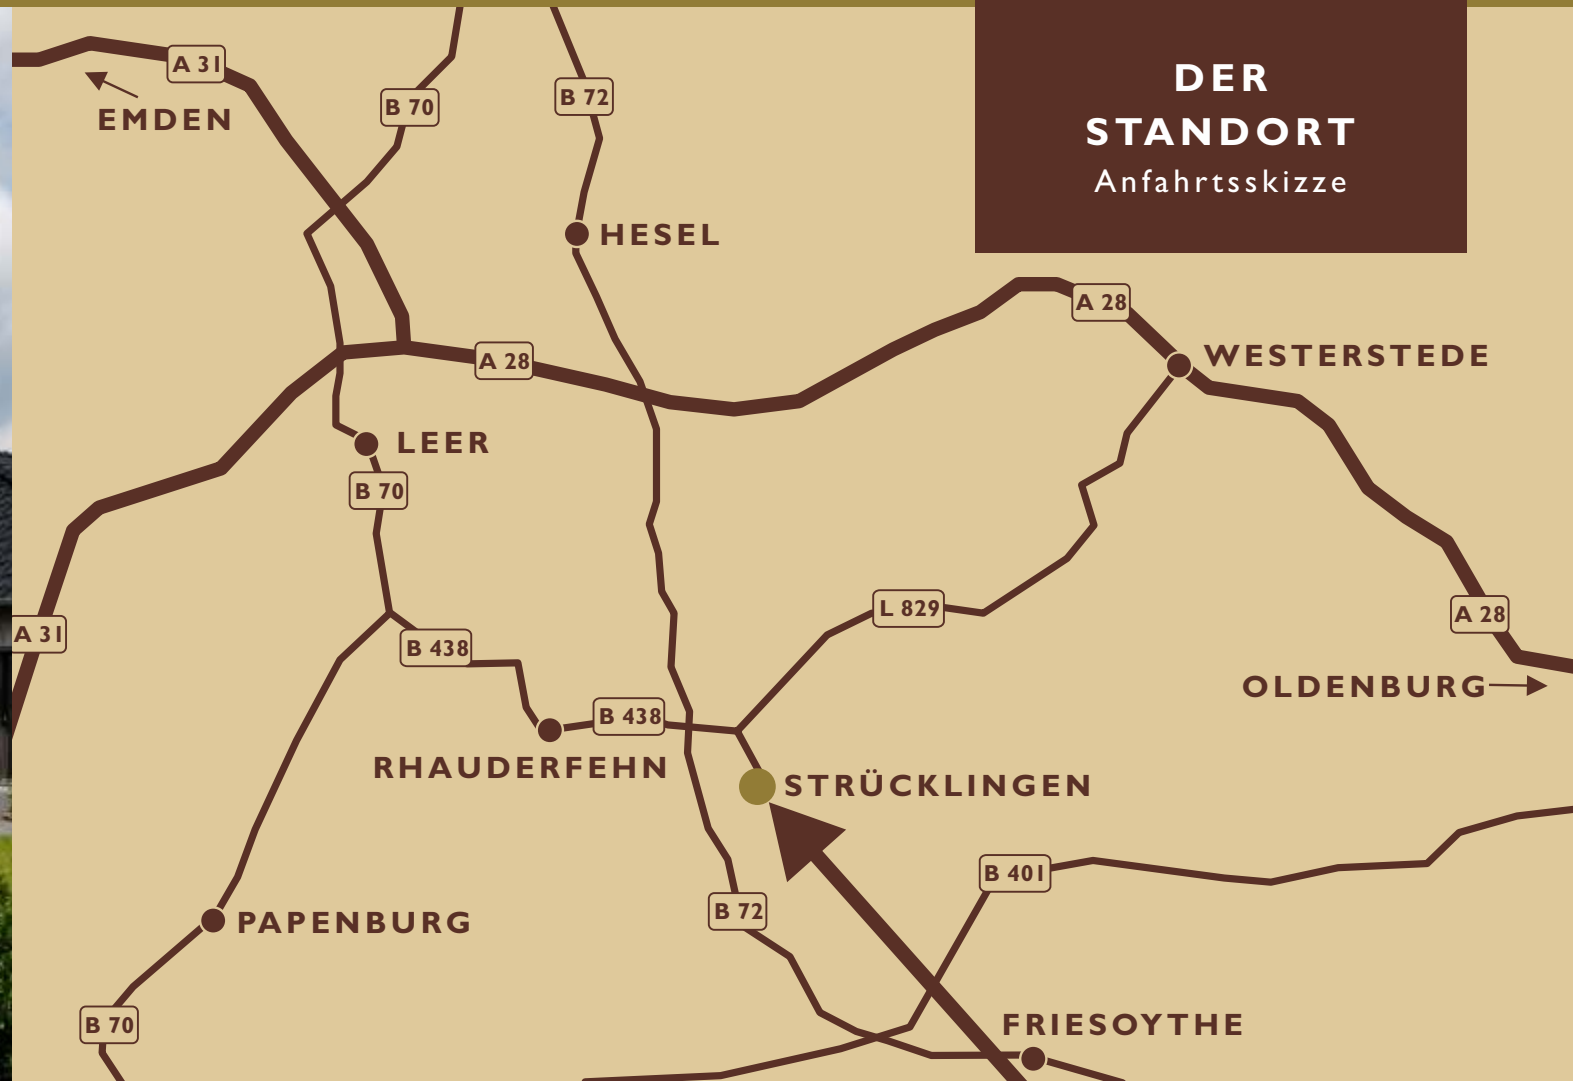 DER
STANDORT
Anfahrtsskizze
A 31
EMDEN
B 70
B 72
HESEL
A 28
WESTERSTEDE
A 28
LEER
B 70
L 829
A 28
A 31
B 438
OLDENBURG
B 438
RHAUDERFEHN
STRÜCKLINGEN
B 401
B 72
PAPENBURG
B 70
FRIESOYTHE